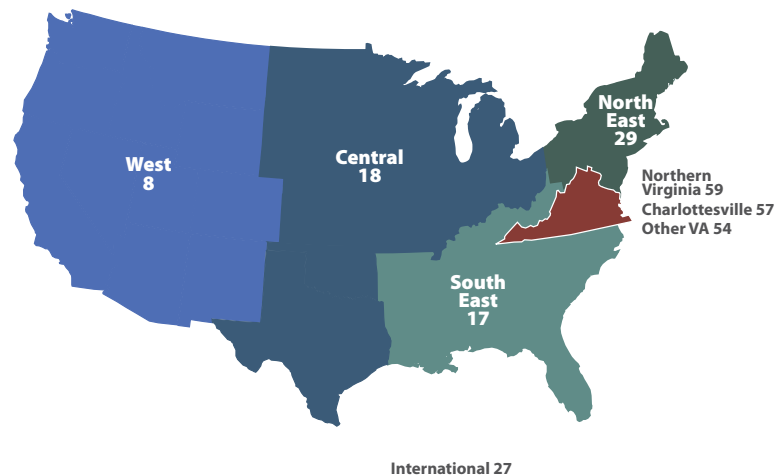 West
8
Central
18
North
East
29
Northern
Virginia 59
Charlottesville 57
Other VA 54
South
East
17
International 27